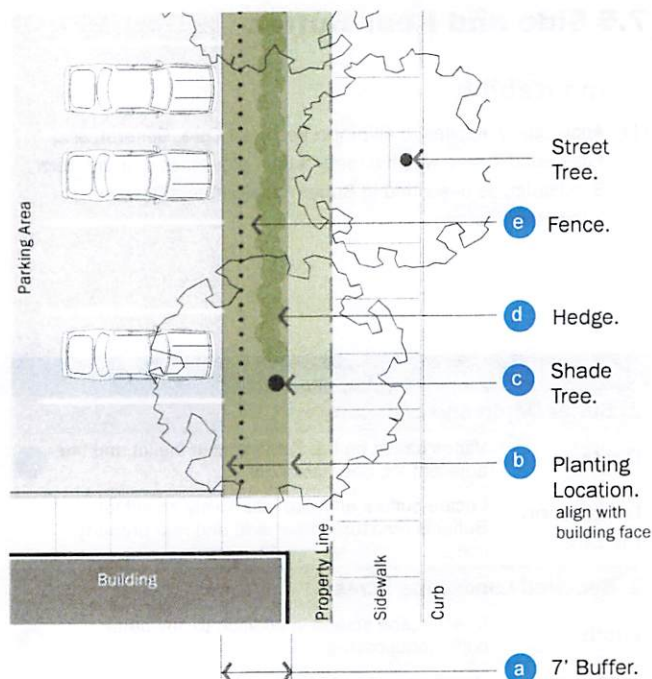 Street
Tree.
e Fence.
d Hedge.
c Shade
Tree.
b Planting
Location.
align with
building face
a 7' Buffer.
Parking Area
Building
Property Line
Sidewalk
Curb